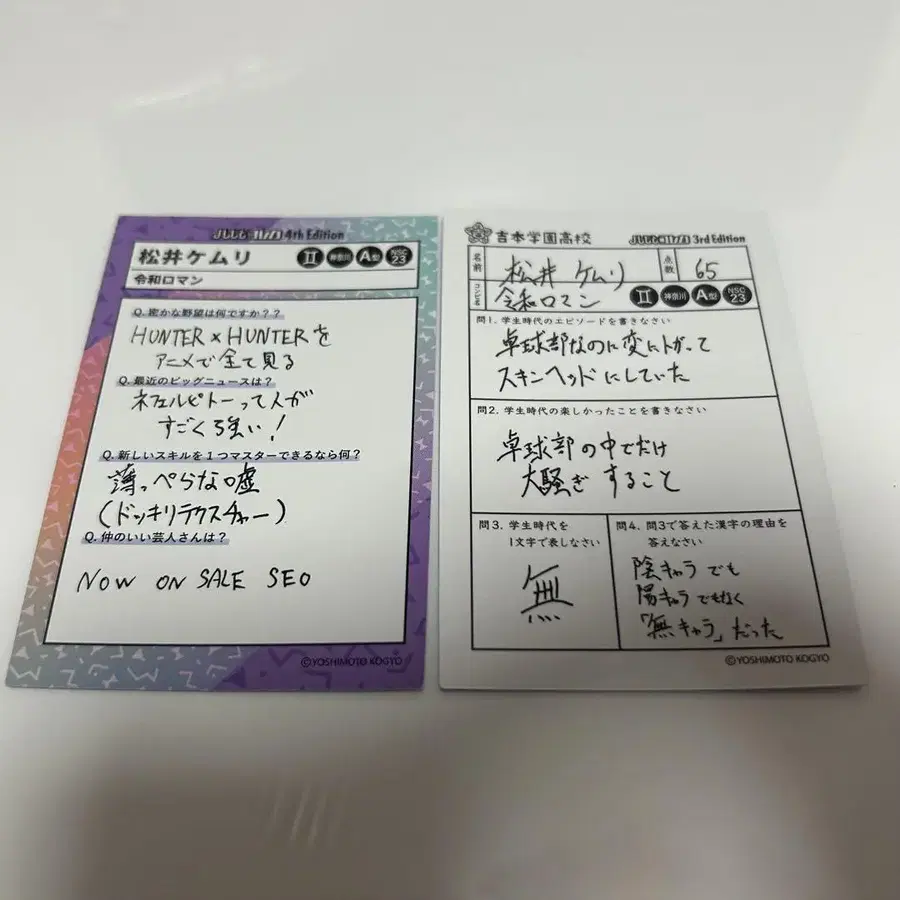 4th Edition
松井ケムリ
♊ 神奈川 A型 NSC23
令和ロマン
Q. 密かな野望は何ですか？？
HUNTER×HUNTERを
アニメで全て見る
Q. 最近のビッグニュースは？
ネフェルピトーって人が
すごく強い！
Q. 新しいスキルを1つマスターできるなら何？
薄っぺらな嘘
(ドッキリテクスチャー)
Q. 仲のいい芸人さんは？
NOW ON SALE SEO
©YOSHIMOTO KOGYO
吉本学園高校
3rd Edition
名前 松井 ケムリ 点数 65
コンビ名 令和ロマン ♊ 神奈川 A型 NSC23
問1. 学生時代のエピソードを書きなさい
卓球部なのに変にトガって
スキンヘッドにしていた
問2. 学生時代の楽しかったことを書きなさい
卓球部の中でだけ
大騒ぎすること
問3. 学生時代を
1文字で表しなさい
無
問4. 問3で答えた漢字の理由を
答えなさい
陰キャラでも
陽キャラでもなく
「無キャラ」だった
©YOSHIMOTO KOGYO